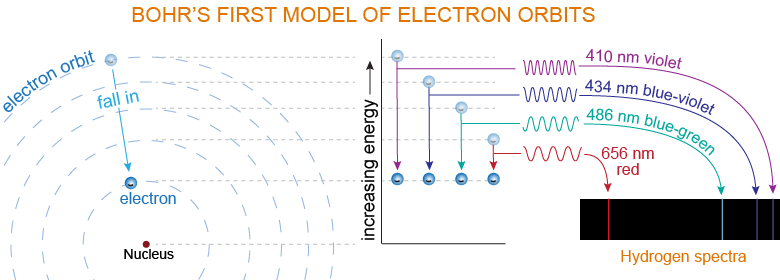 BOHR'S FIRST MODEL OF ELECTRON ORBITS
electron orbit
fall in
electron
Nucleus
increasing energy
410 nm violet
434 nm blue-violet
486 nm blue-green
656 nm
red
Hydrogen spectra